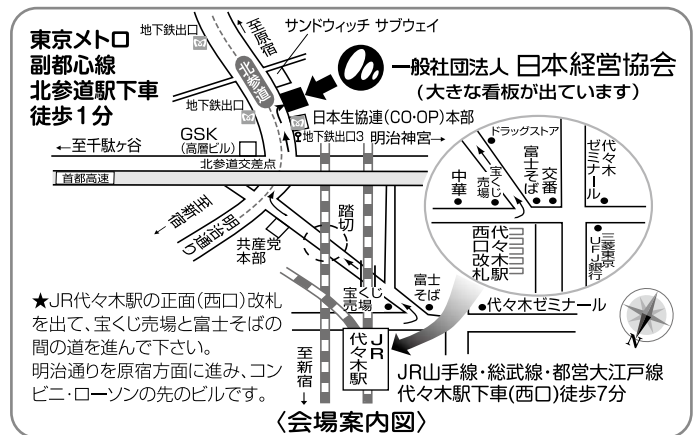 東京メトロ
副都心線
北参道駅下車
徒歩1分
地下鉄出口
至原宿
サンドウィッチ サブウェイ
北参道
一般社団法人 日本経営協会
(大きな看板が出ています)
地下鉄出口
日本生協連(CO・OP)本部
地下鉄出口3
明治神宮→
GSK
(高層ビル)
←至千駄ヶ谷
北参道交差点
首都高速
至新宿
明治通り
共産党
本部
踏切
ドラッグストア
中華
宝くじ
売場
富士そば
交番
代々木
ゼミナール
代々木駅
西口改札
三菱東京
UFJ銀行
宝くじ
売場
富士
そば
代々木ゼミナール
JR
代々木駅
至新宿
N
★JR代々木駅の正面(西口)改札
を出て、宝くじ売場と富士そばの
間の道を進んで下さい。
明治通りを原宿方面に進み、コン
ビニ・ローソンの先のビルです。
JR山手線・総武線・都営大江戸線
代々木駅下車(西口)徒歩7分
〈会場案内図〉